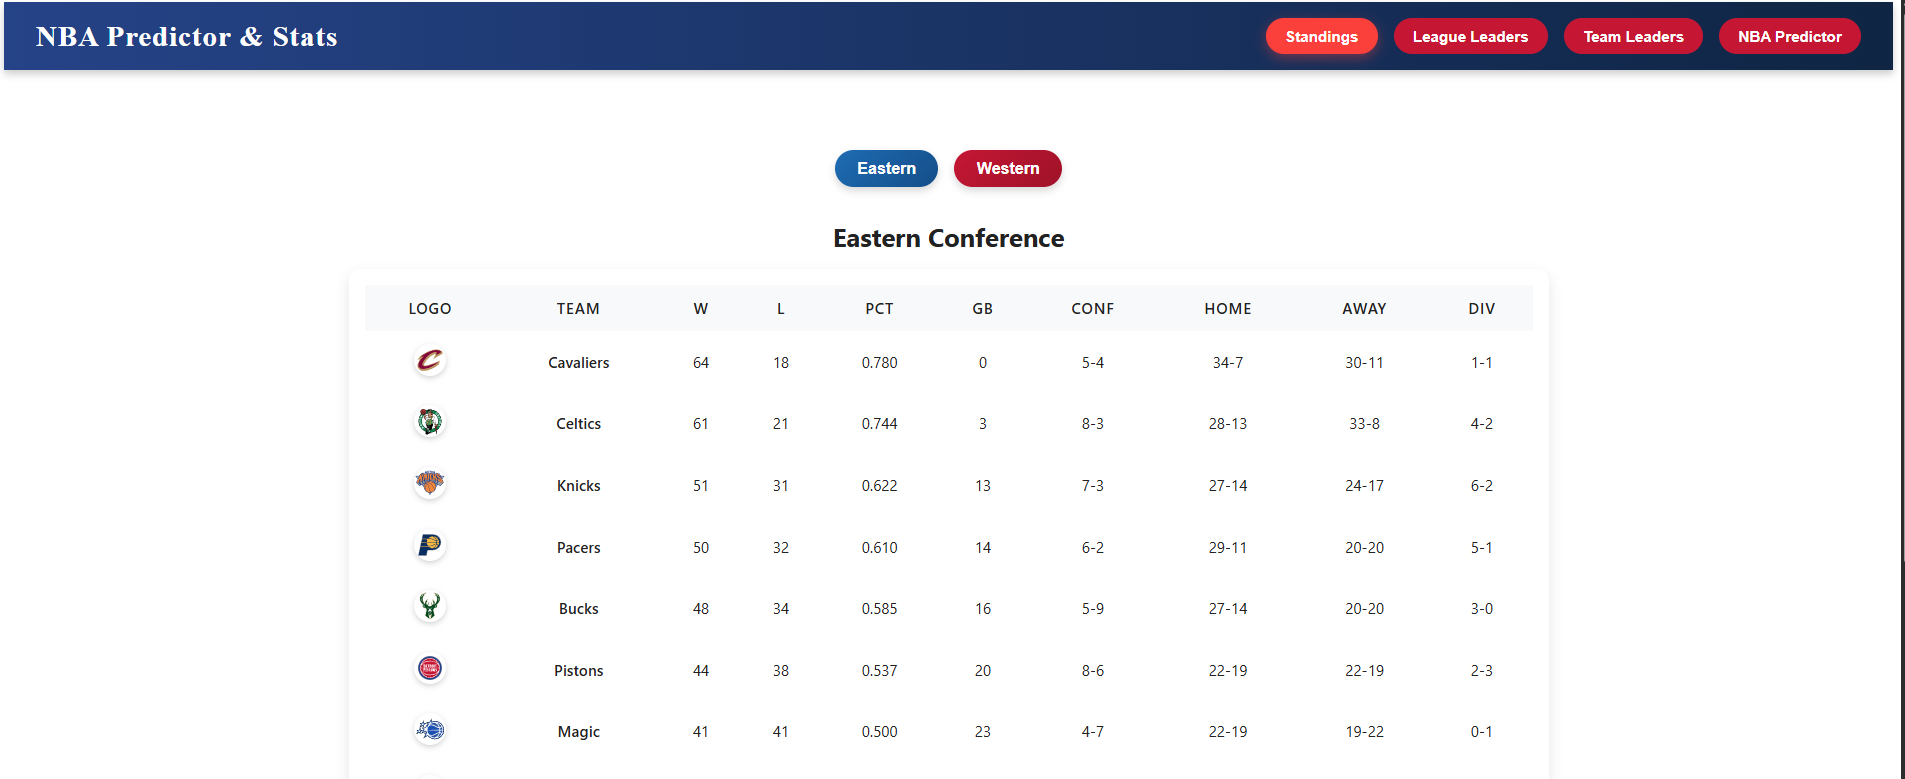 NBA Predictor & Stats
Standings League Leaders Team Leaders NBA Predictor
Eastern Western
Eastern Conference
LOGO TEAM W L PCT GB CONF HOME AWAY DIV
Cavaliers 64 18 0.780 0 5-4 34-7 30-11 1-1
Celtics 61 21 0.744 3 8-3 28-13 33-8 4-2
Knicks 51 31 0.622 13 7-3 27-14 24-17 6-2
Pacers 50 32 0.610 14 6-2 29-11 20-20 5-1
Bucks 48 34 0.585 16 5-9 27-14 20-20 3-0
Pistons 44 38 0.537 20 8-6 22-19 22-19 2-3
Magic 41 41 0.500 23 4-7 22-19 19-22 0-1